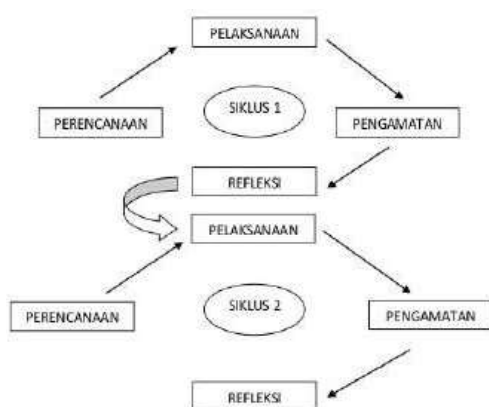 PELAKSANAAN
SIKLUS 1
PERENCANAAN
PENGAMATAN
REFLEKSI
PELAKSANAAN
SIKLUS 2
PERENCANAAN
PENGAMATAN
REFLEKSI